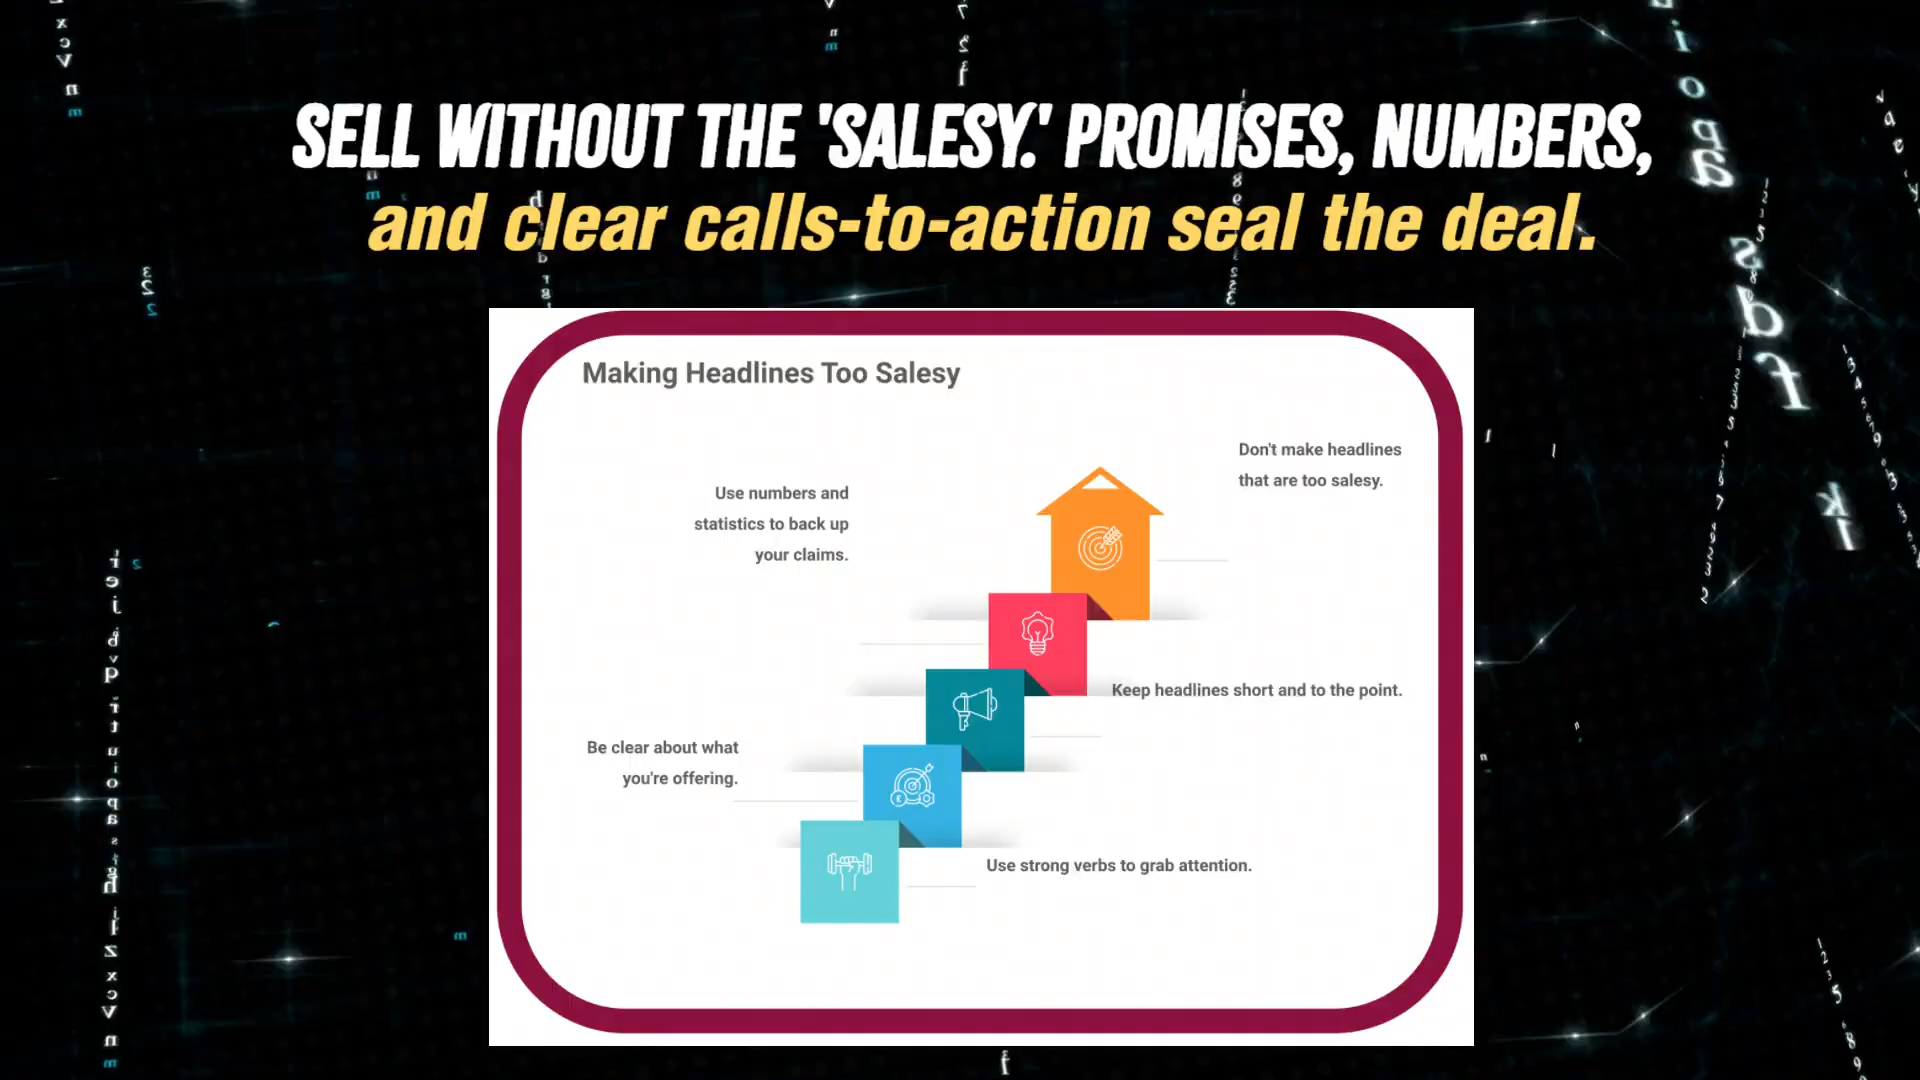 SELL WITHOUT THE 'SALESY.' PROMISES, NUMBERS,
and clear calls-to-action seal the deal.
Making Headlines Too Salesy
Don't make headlines
that are too salesy.
Use numbers and
statistics to back up
your claims.
Keep headlines short and to the point.
Be clear about what
you're offering.
Use strong verbs to grab attention.